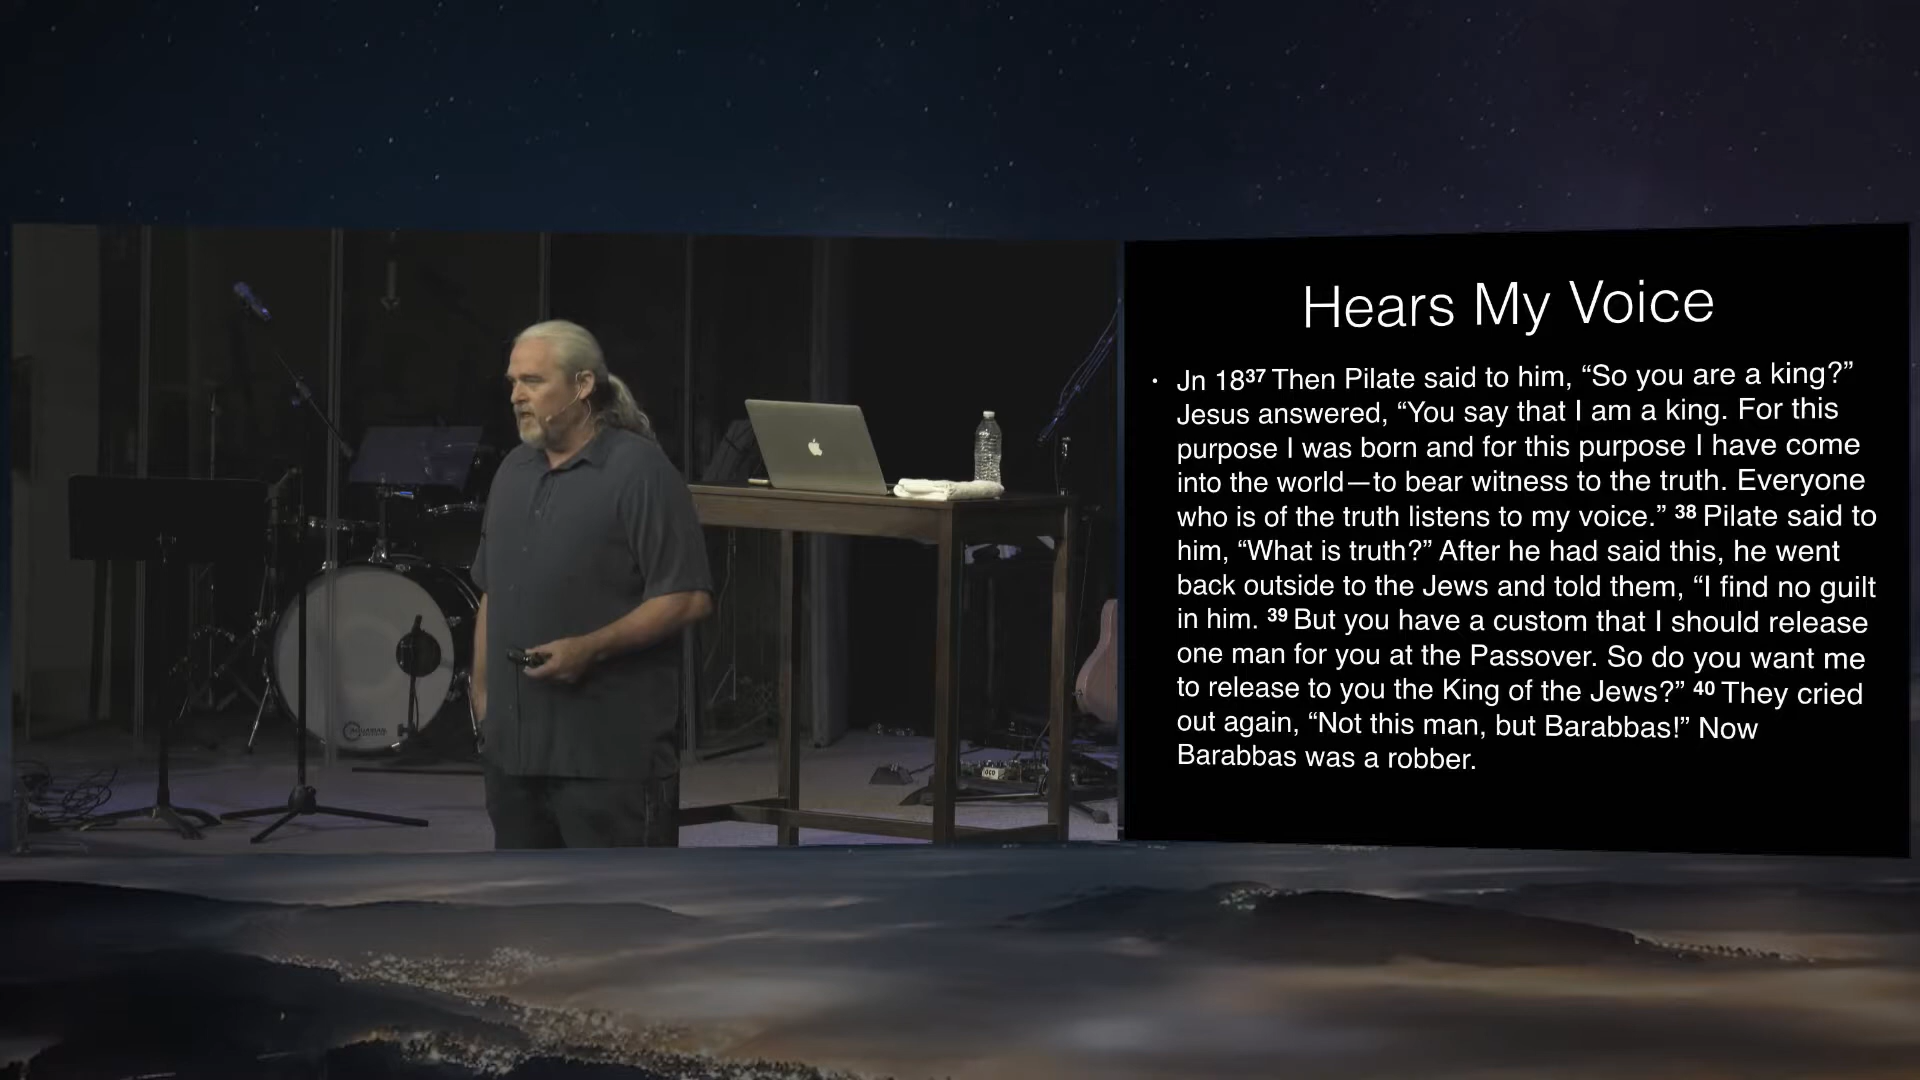 Hears My Voice
• Jn 18³⁷ Then Pilate said to him, “So you are a king?”
Jesus answered, “You say that I am a king. For this
purpose I was born and for this purpose I have come
into the world—to bear witness to the truth. Everyone
who is of the truth listens to my voice.” ³⁸ Pilate said to
him, “What is truth?” After he had said this, he went
back outside to the Jews and told them, “I find no guilt
in him. ³⁹ But you have a custom that I should release
one man for you at the Passover. So do you want me
to release to you the King of the Jews?” ⁴⁰ They cried
out again, “Not this man, but Barabbas!” Now
Barabbas was a robber.